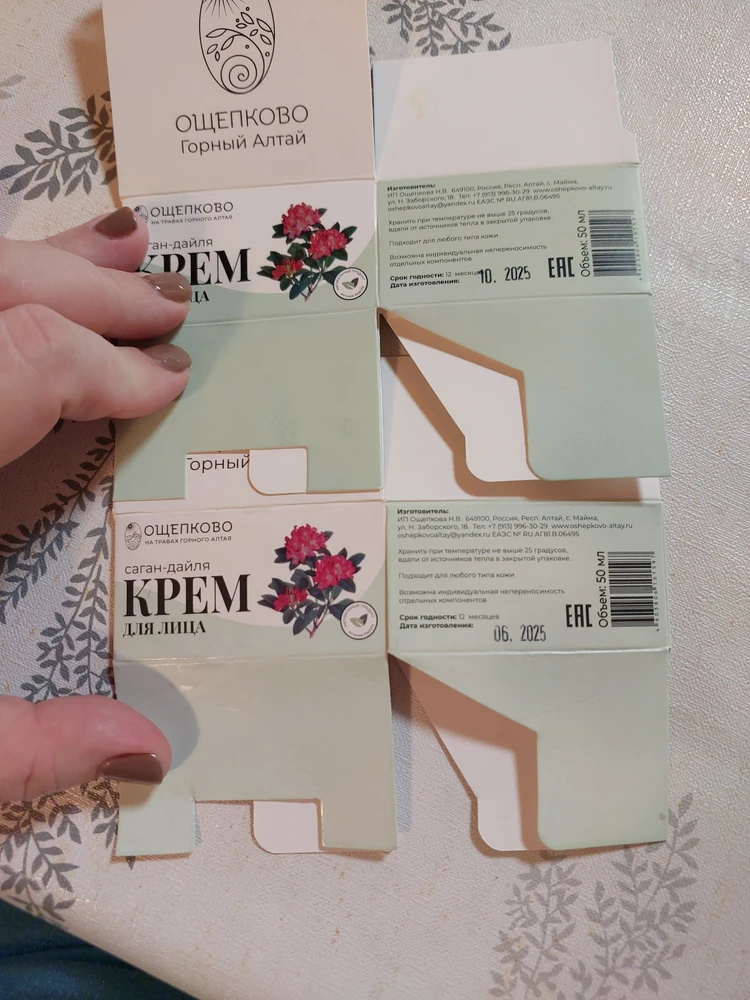 ОЩЕПКОВО
Горный Алтай
ОЩЕПКОВО
НА ТРАВАХ ГОРНОГО АЛТАЯ
ган-дайля
КРЕМ
ЦА
Изготовитель:
ИП Ощепкова Н.В. 649100, Россия, Респ. Алтай, с. Майма,
ул. Н. Заборского, 18. Тел: +7 (913) 996-30-29 www.oshepkovo-altay.ru
oshepkovoaltay@yandex.ru ЕАЭС № RU.АГ81.В.06495
Хранить при температуре не выше 25 градусов,
вдали от источников тепла в закрытой упаковке.
Подходит для любого типа кожи
Возможна индивидуальная непереносимость
отдельных компонентов
Срок годности: 12 месяц
Дата изготовления:
10. 2025
ЕАС
Объем: 50 мл
Горный
ОЩЕПКОВО
НА ТРАВАХ ГОРНОГО АЛТАЯ
саган-дайля
КРЕМ
ДЛЯ ЛИЦА
Изготовитель:
ИП Ощепкова Н.В. 649100, Россия, Респ. Алтай, с. Майма,
ул. Н. Заборского, 18. Тел: +7 (913) 996-30-29 www.oshepkovo-altay.ru
oshepkovoaltay@yandex.ru ЕАЭС № RU.АГ81.В.06495
Хранить при температуре не выше 25 градусов,
вдали от источников тепла в закрытой упаковке.
Подходит для любого типа кожи
Возможна индивидуальная непереносимость
отдельных компонентов
Срок годности: 12 месяцев
Дата изготовления:
06. 2025
ЕАС
Объем: 50 мл